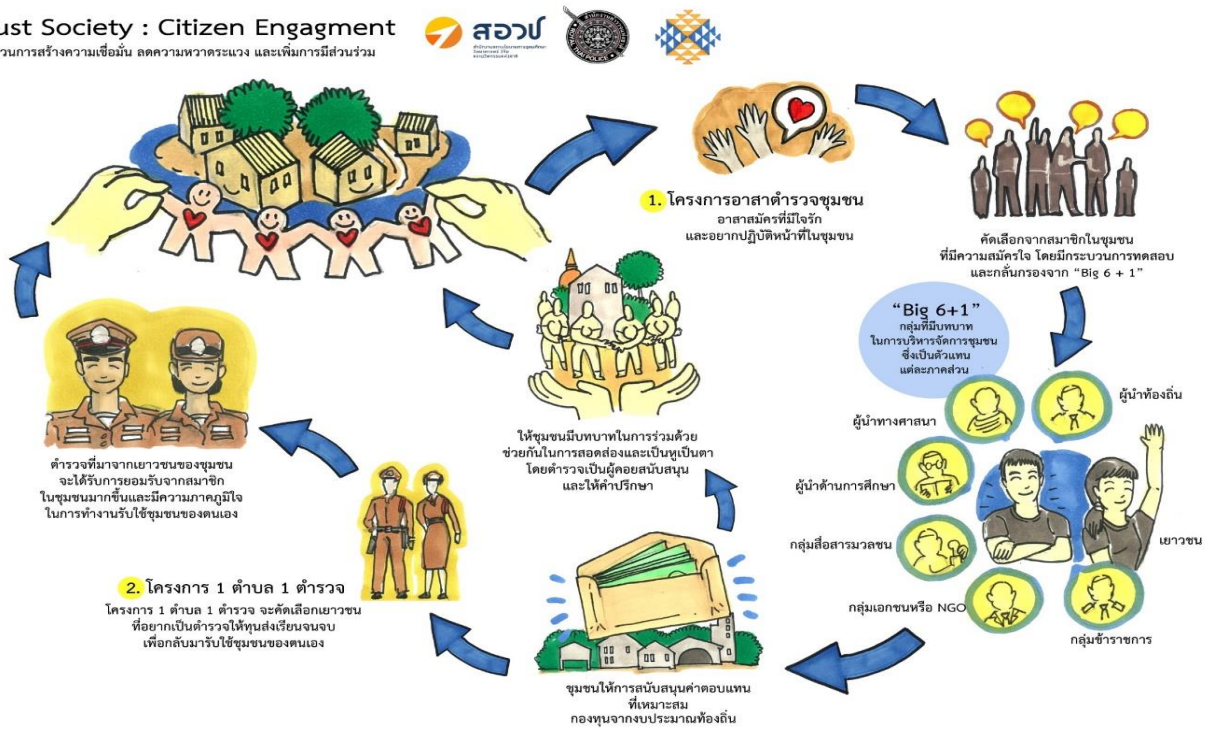 ust Society : Citizen Engagment
วนการสร้างความเชื่อมั่น ลดความหวาดระแวง และเพิ่มการมีส่วนร่วม
สอวช
THAI POLICE
1. โครงการอาสาตำรวจชุมชน
อาสาสมัครที่มีใจรัก
และอยากปฏิบัติหน้าที่ในชุมชน
คัดเลือกจากสมาชิกในชุมชน
ที่มีความสมัครใจ โดยมีกระบวนการทดสอบ
และกลั่นกรองจาก “Big 6 + 1”
“Big 6+1”
กลุ่มที่มีบทบาท
ในการบริหารจัดการชุมชน
ซึ่งเป็นตัวแทน
แต่ละภาคส่วน
ผู้นำท้องถิ่น
ผู้นำทางศาสนา
ผู้นำด้านการศึกษา
กลุ่มสื่อสารมวลชน
เยาวชน
กลุ่มเอกชนหรือ NGO
กลุ่มข้าราชการ
ชุมชนให้การสนับสนุนค่าตอบแทน
ที่เหมาะสม
กองทุนจากงบประมาณท้องถิ่น
ให้ชุมชนมีบทบาทในการร่วมด้วย
ช่วยกันในการสอดส่องและเป็นหูเป็นตา
โดยตำรวจเป็นผู้คอยสนับสนุน
และให้คำปรึกษา
2. โครงการ 1 ตำบล 1 ตำรวจ
โครงการ 1 ตำบล 1 ตำรวจ จะคัดเลือกเยาวชน
ที่อยากเป็นตำรวจให้ทุนส่งเรียนจนจบ
เพื่อกลับมารับใช้ชุมชนของตนเอง
ตำรวจที่มาจากเยาวชนของชุมชน
จะได้รับการยอมรับจากสมาชิก
ในชุมชนมากขึ้นและมีความภาคภูมิใจ
ในการทำงานรับใช้ชุมชนของตนเอง